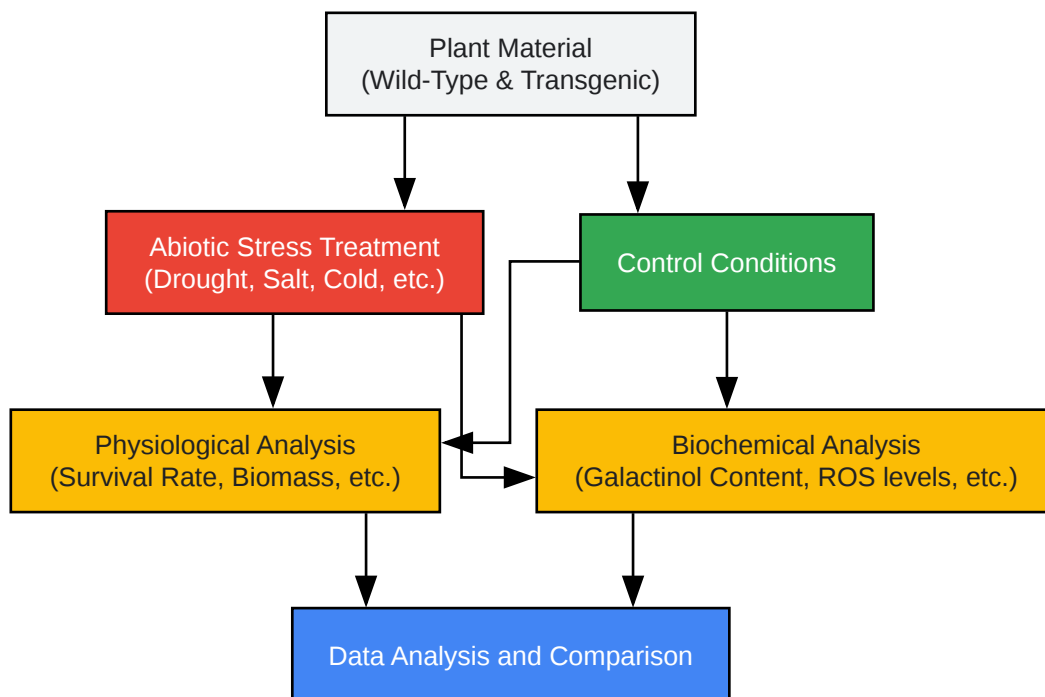 Plant Material
(Wild-Type & Transgenic)
Abiotic Stress Treatment
(Drought, Salt, Cold, etc.)
Control Conditions
Physiological Analysis
(Survival Rate, Biomass, etc.)
Biochemical Analysis
(Galactinol Content, ROS levels, etc.)
Data Analysis and Comparison